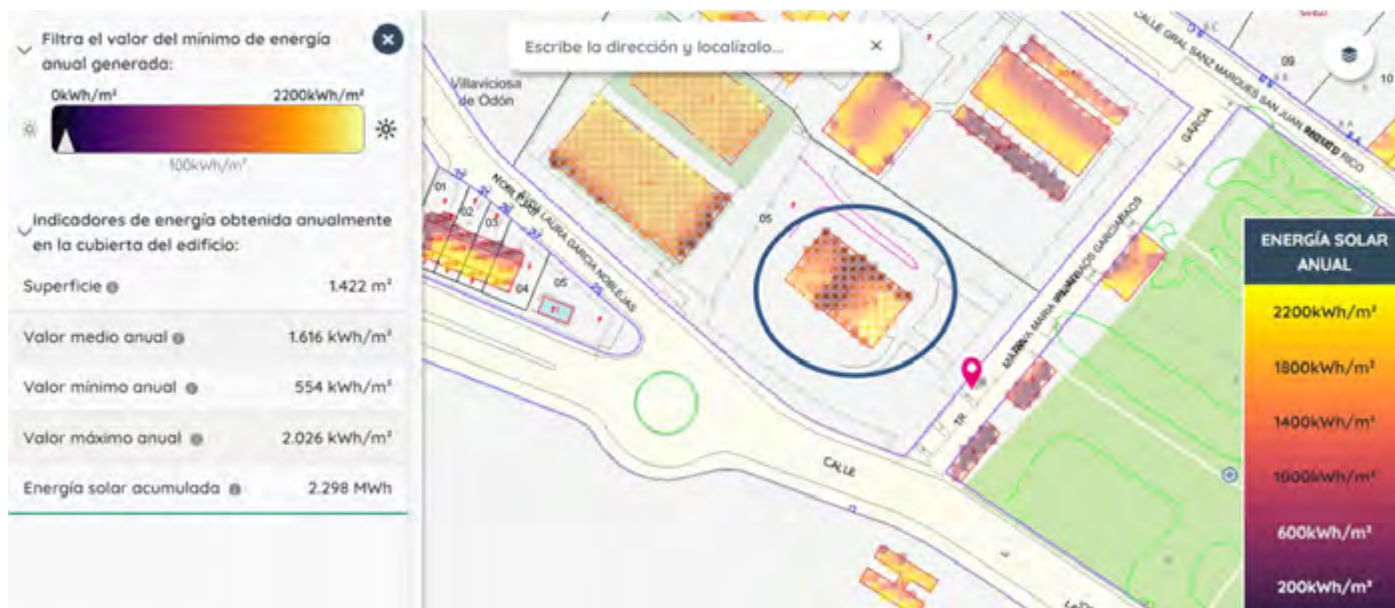 Filtra el valor del mínimo de energía
anual generada:
0kWh/m² 2200kWh/m²
100kWh/m²
Indicadores de energía obtenida anualmente
en la cubierta del edificio:
Superficie 1.422 m²
Valor medio anual 1.616 kWh/m²
Valor mínimo anual 554 kWh/m²
Valor máximo anual 2.026 kWh/m²
Energía solar acumulada 2.298 MWh
Escribe la dirección y localízalo...
Villaviciosa
de Odón
CALLE GRAL SANZ MARQUES SAN JUAN
RICO
09
10
GARCIA
05
01
02
03
04
05
NOBLEJAS
LAURA GARCIA NOBLEJAS
MARIA
TR
CALLE
ENERGÍA SOLAR
ANUAL
2200kWh/m²
1800kWh/m²
1400kWh/m²
1000kWh/m²
600kWh/m²
200kWh/m²